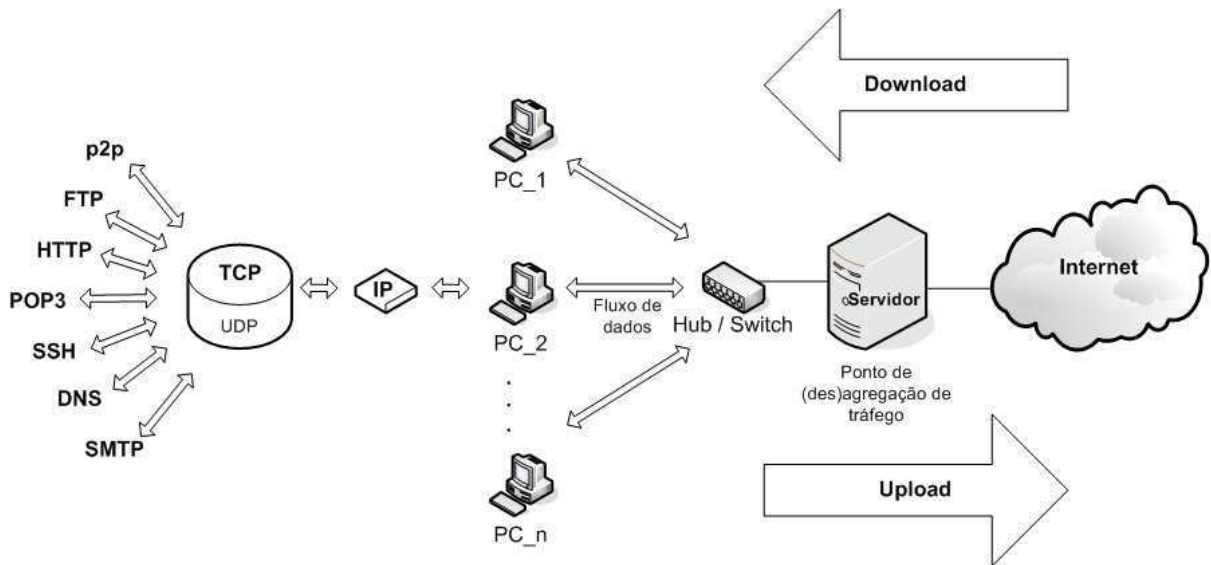 p2p
FTP
HTTP
POP3
SSH
DNS
SMTP
TCP
UDP
IP
PC_1
PC_2
PC_n
Fluxo de
dados
Hub / Switch
Servidor
Ponto de
(des)agregação de
tráfego
Internet
Download
Upload